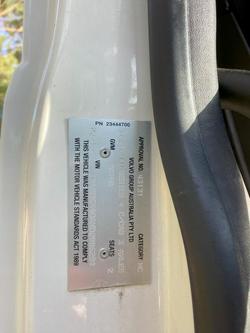 PN 23444700
APPROVAL NO. 43131 CATEGORY NC
VOLVO GROUP AUSTRALIA PTY LTD
GVM
SEATS 2
VIN
THIS VEHICLE WAS MANUFACTURED TO COMPLY
WITH THE MOTOR VEHICLE STANDARDS ACT 1989